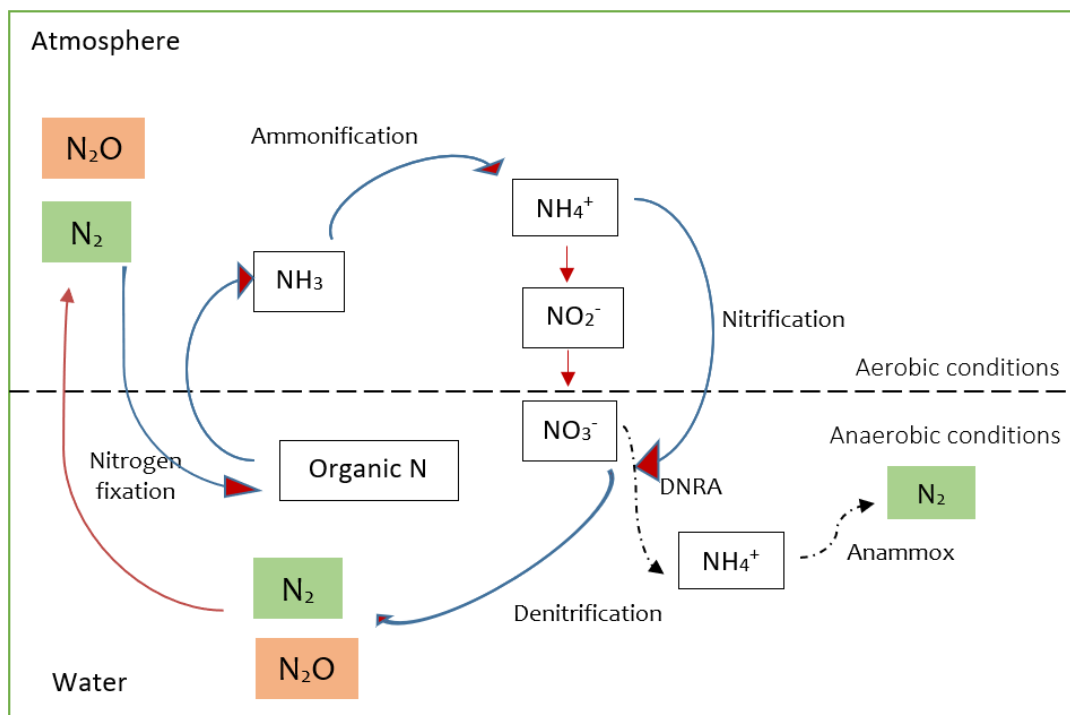 Atmosphere
N₂O
Ammonification
NH₄⁺
N₂
NH₃
NO₂⁻
Nitrification
Aerobic conditions
NO₃⁻
Anaerobic conditions
Nitrogen
fixation
Organic N
DNRA
N₂
NH₄⁺
Anammox
N₂
Denitrification
N₂O
Water